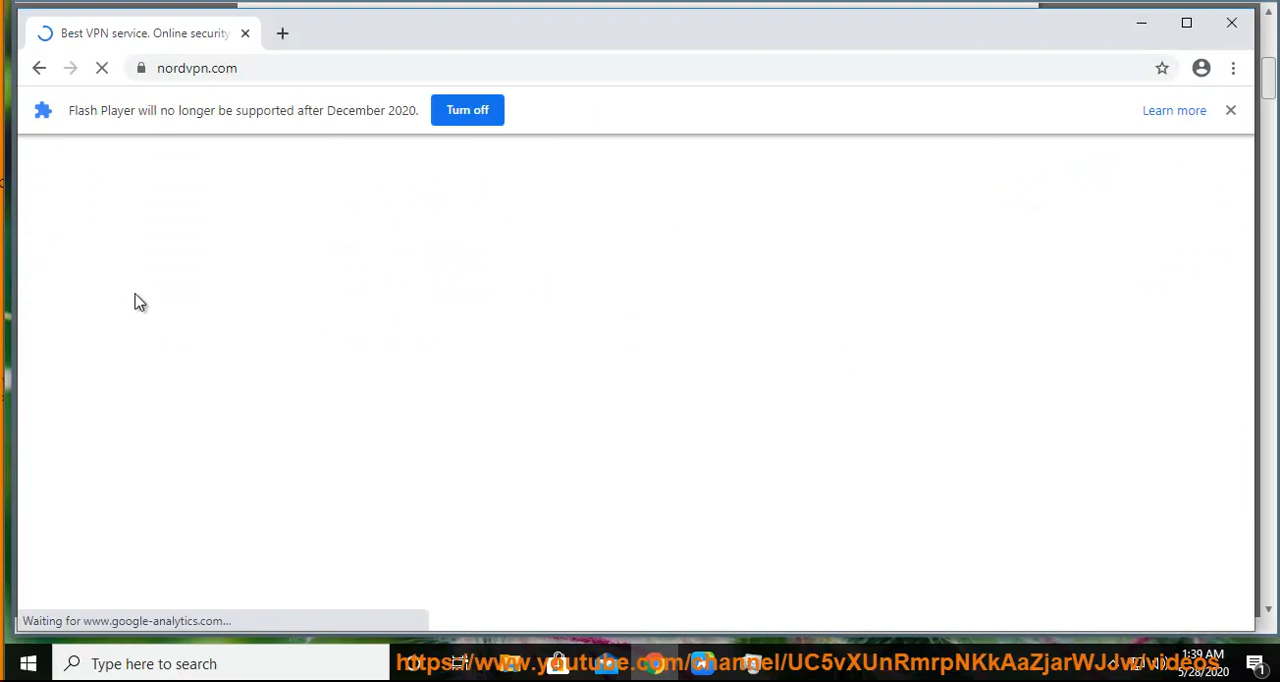 Best VPN service. Online security
nordvpn.com
Flash Player will no longer be supported after December 2020.
Turn off
Learn more
Waiting for www.google-analytics.com...
Type here to search
https://www.youtube.com/channel/UC5vXUnRmrpNKkAaZjarWJJw/videos
1:39 AM
5/28/2020
1